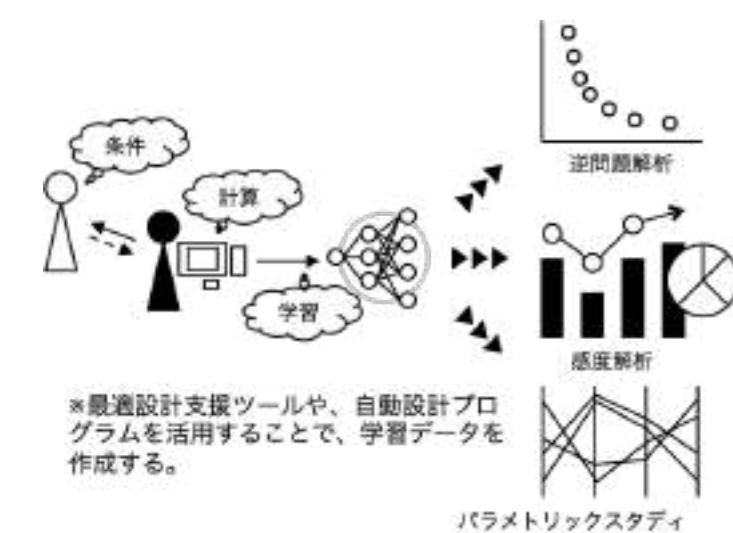 条件
計算
学習
逆問題解析
感度解析
※最適設計支援ツールや、自動設計プロ
グラムを活用することで、学習データを
作成する。
パラメトリックスタディ